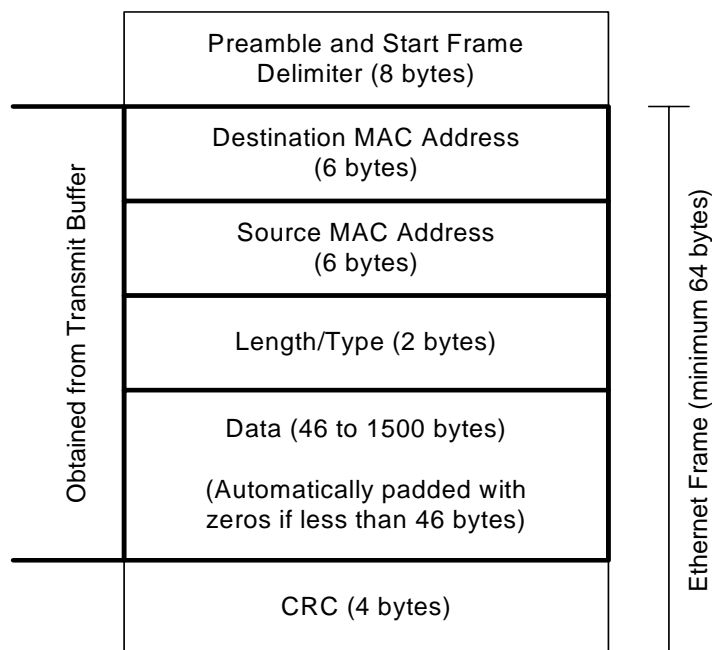 Preamble and Start Frame
Delimiter (8 bytes)
Destination MAC Address
(6 bytes)
Source MAC Address
(6 bytes)
Length/Type (2 bytes)
Data (46 to 1500 bytes)
(Automatically padded with
zeros if less than 46 bytes)
CRC (4 bytes)
Obtained from Transmit Buffer
Ethernet Frame (minimum 64 bytes)